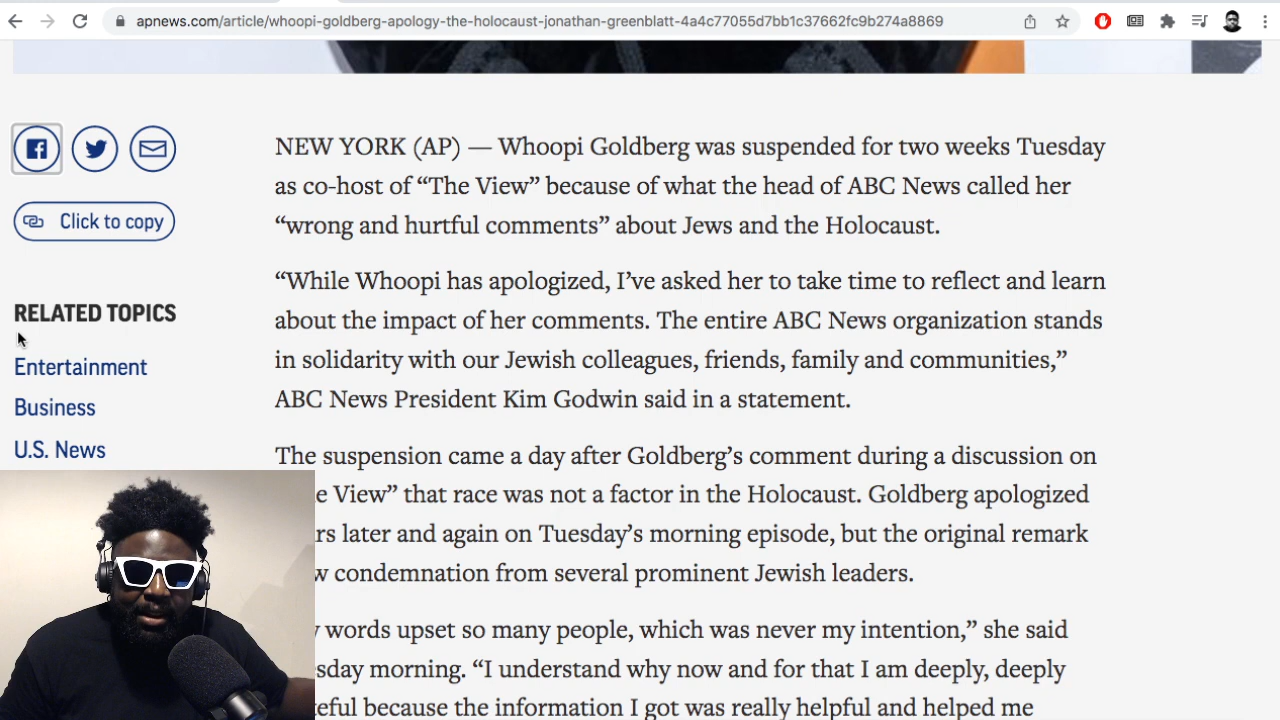 apnews.com/article/whoopi-goldberg-apology-the-holocaust-jonathan-greenblatt-4a4c77055d7bb1c37662fc9b274a8869
Click to copy
RELATED TOPICS
Entertainment
Business
U.S. News
NEW YORK (AP) — Whoopi Goldberg was suspended for two weeks Tuesday
as co-host of “The View” because of what the head of ABC News called her
“wrong and hurtful comments” about Jews and the Holocaust.
“While Whoopi has apologized, I’ve asked her to take time to reflect and learn
about the impact of her comments. The entire ABC News organization stands
in solidarity with our Jewish colleagues, friends, family and communities,”
ABC News President Kim Godwin said in a statement.
The suspension came a day after Goldberg’s comment during a discussion on
View” that race was not a factor in the Holocaust. Goldberg apologized
later and again on Tuesday’s morning episode, but the original remark
condemnation from several prominent Jewish leaders.
words upset so many people, which was never my intention,” she said
morning. “I understand why now and for that I am deeply, deeply
because the information I got was really helpful and helped me